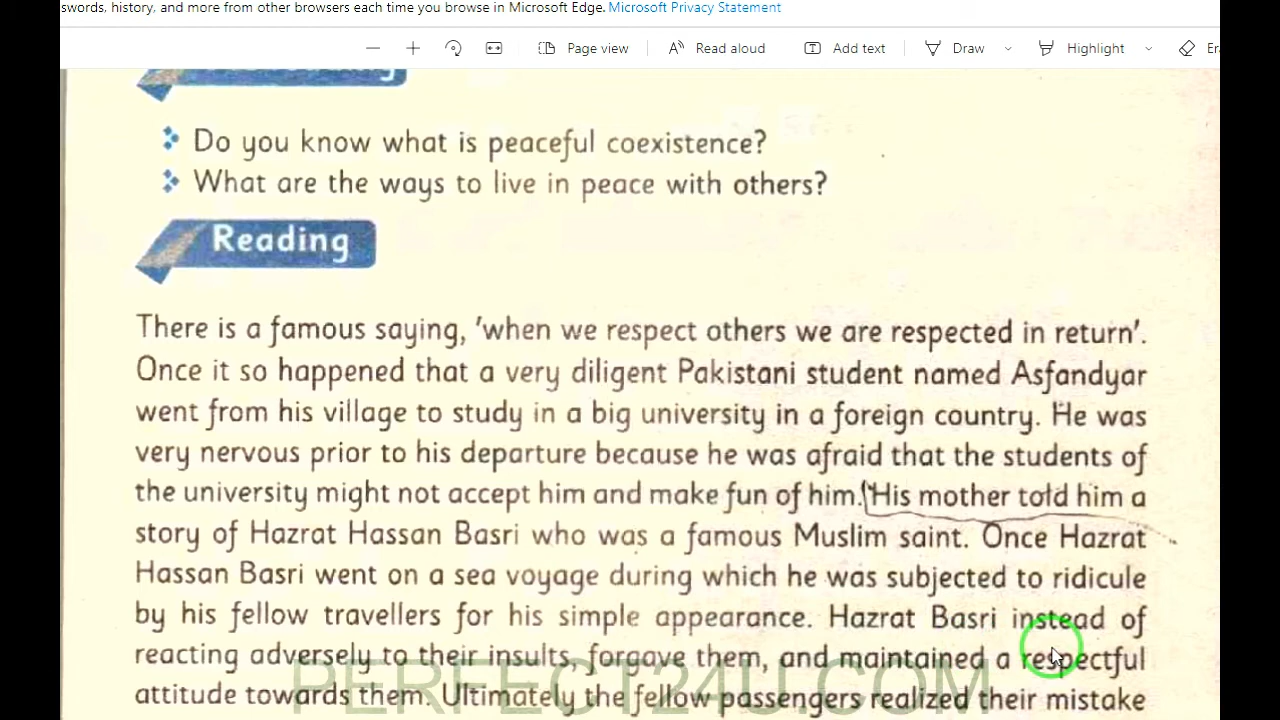 swords, history, and more from other browsers each time you browse in Microsoft Edge. Microsoft Privacy Statement
Page view Read aloud Add text Draw Highlight
Do you know what is peaceful coexistence?
What are the ways to live in peace with others?
Reading
There is a famous saying, 'when we respect others we are respected in return'.
Once it so happened that a very diligent Pakistani student named Asfandyar
went from his village to study in a big university in a foreign country. He was
very nervous prior to his departure because he was afraid that the students of
the university might not accept him and make fun of him. His mother told him a
story of Hazrat Hassan Basri who was a famous Muslim saint. Once Hazrat
Hassan Basri went on a sea voyage during which he was subjected to ridicule
by his fellow travellers for his simple appearance. Hazrat Basri instead of
reacting adversely to their insults, forgave them, and maintained a respectful
attitude towards them. Ultimately the fellow passengers realized their mistake
PERFECT24U.COM